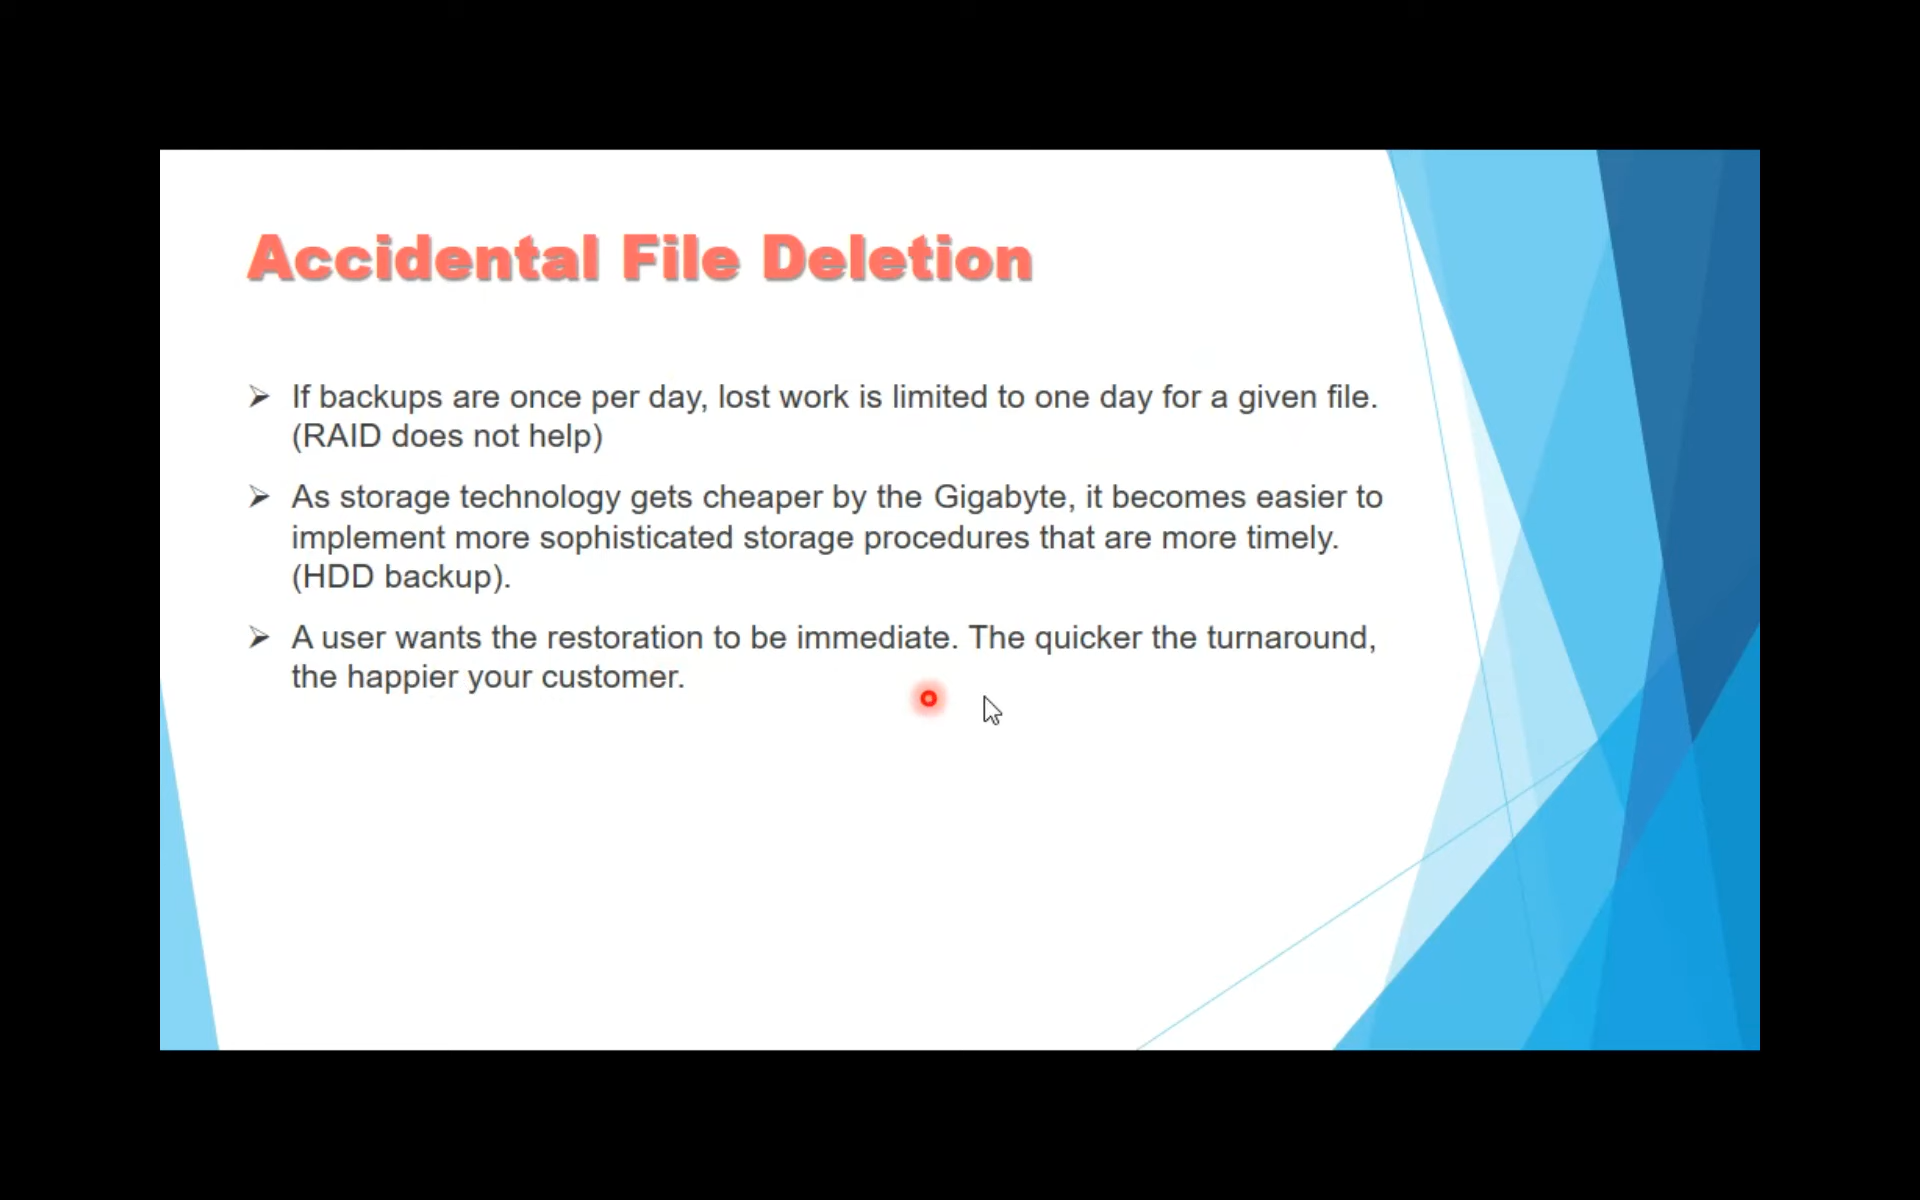 Accidental File Deletion
If backups are once per day, lost work is limited to one day for a given file.
(RAID does not help)
As storage technology gets cheaper by the Gigabyte, it becomes easier to
implement more sophisticated storage procedures that are more timely.
(HDD backup).
A user wants the restoration to be immediate. The quicker the turnaround,
the happier your customer.